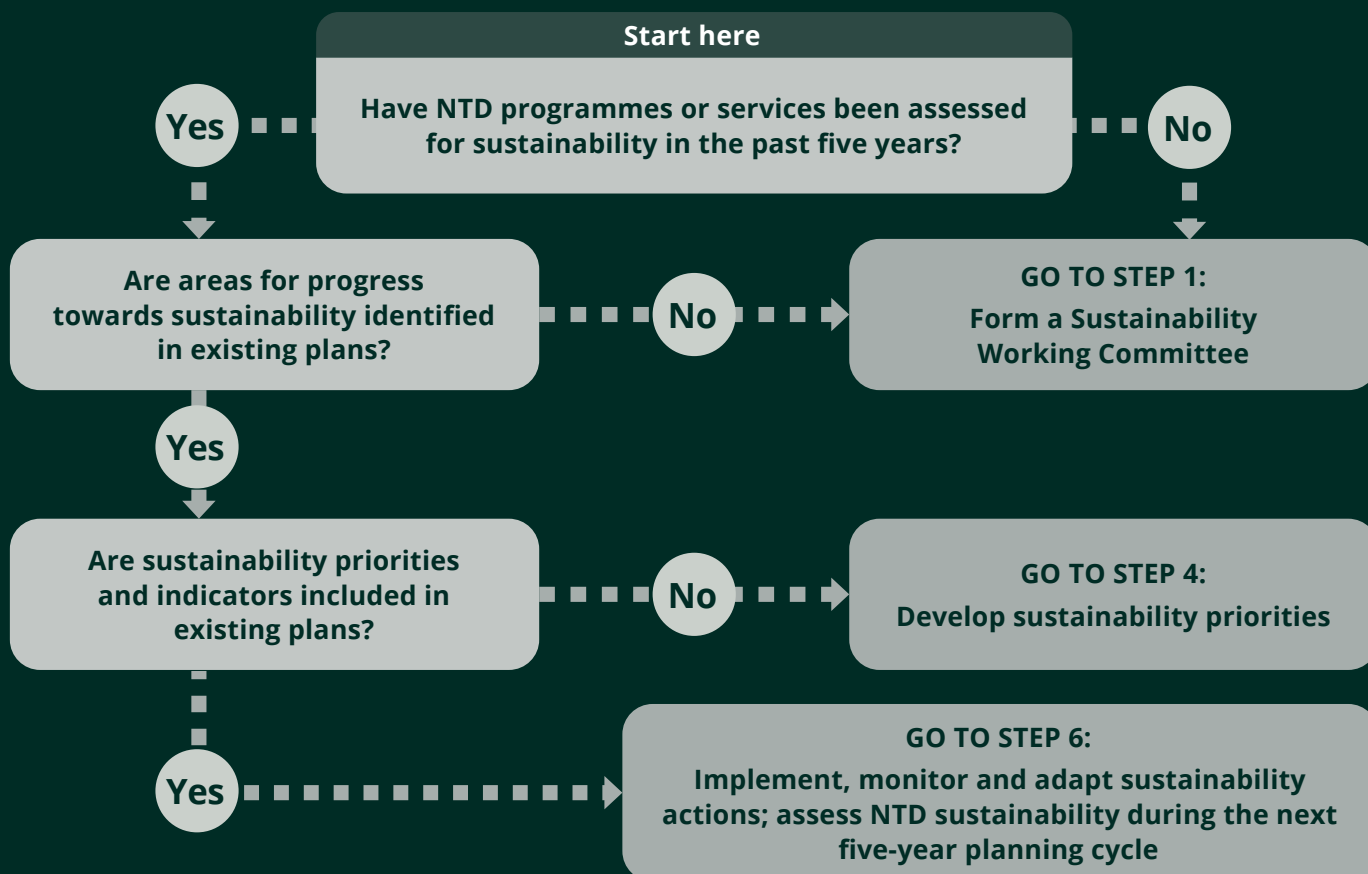 Start here
Have NTD programmes or services been assessed
for sustainability in the past five years?
Yes
No
Are areas for progress
towards sustainability identified
in existing plans?
No
GO TO STEP 1:
Form a Sustainability
Working Committee
Yes
Are sustainability priorities
and indicators included in
existing plans?
No
GO TO STEP 4:
Develop sustainability priorities
Yes
GO TO STEP 6:
Implement, monitor and adapt sustainability
actions; assess NTD sustainability during the next
five-year planning cycle